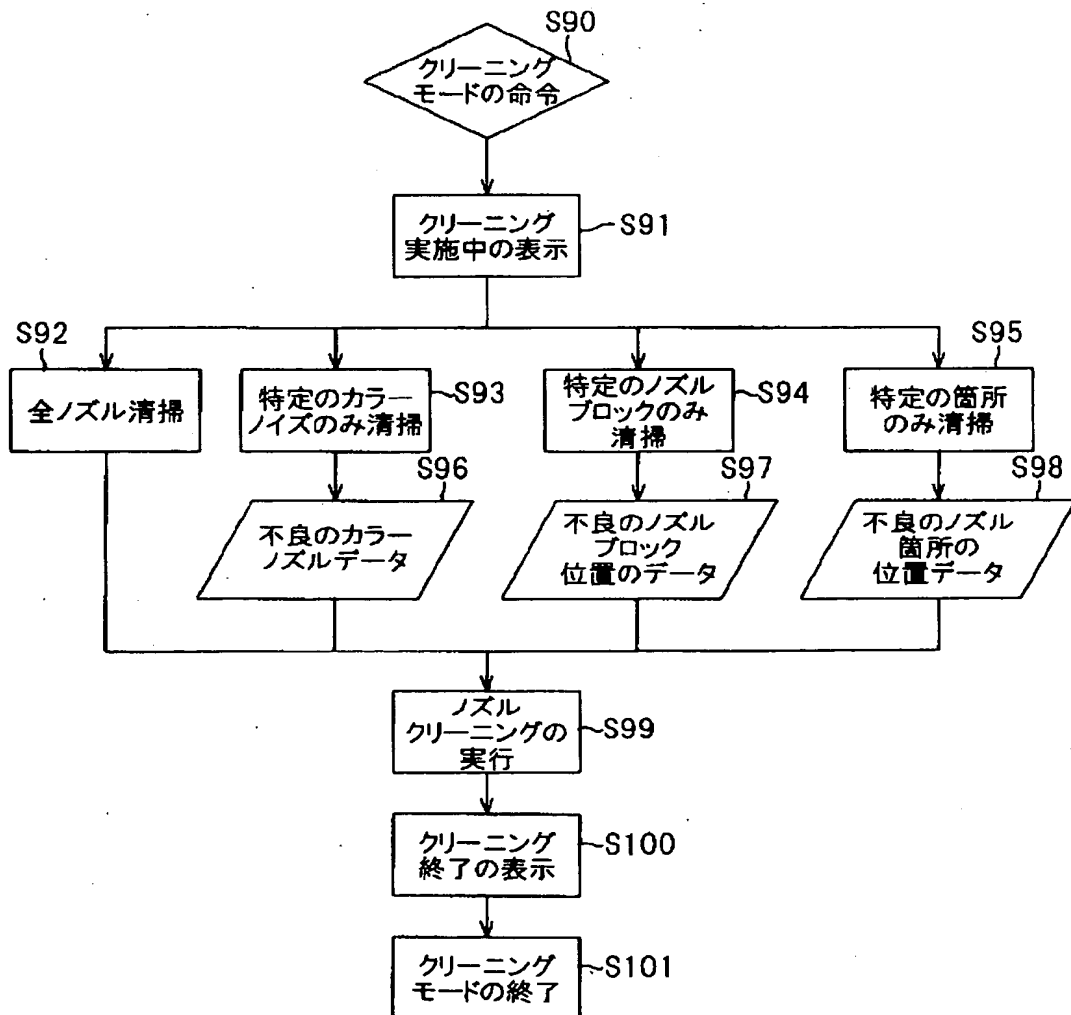 S90
クリーニング
モードの命令
クリーニング
実施中の表示
S91
S92
全ノズル清掃
特定のカラー
ノイズのみ清掃
S93
特定のノズル
ブロックのみ
清掃
S94
S95
特定の箇所
のみ清掃
S96
不良のカラー
ノズルデータ
S97
不良のノズル
ブロック
位置のデータ
S98
不良のノズル
箇所の
位置データ
ノズル
クリーニングの
実行
S99
クリーニング
終了の表示
S100
クリーニング
モードの終了
S101